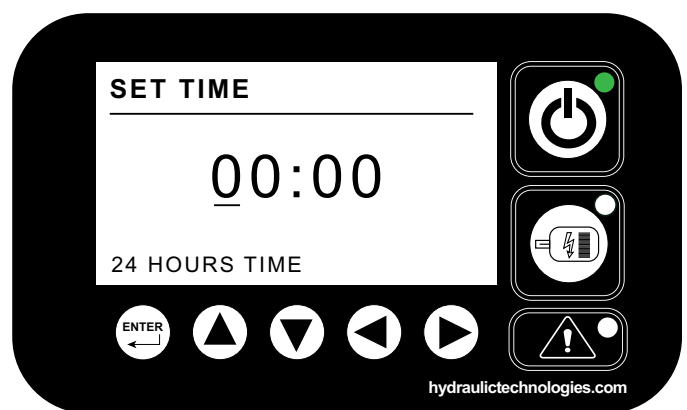 SET TIME
00:00
24 HOURS TIME
ENTER
hydraulictechnologies.com